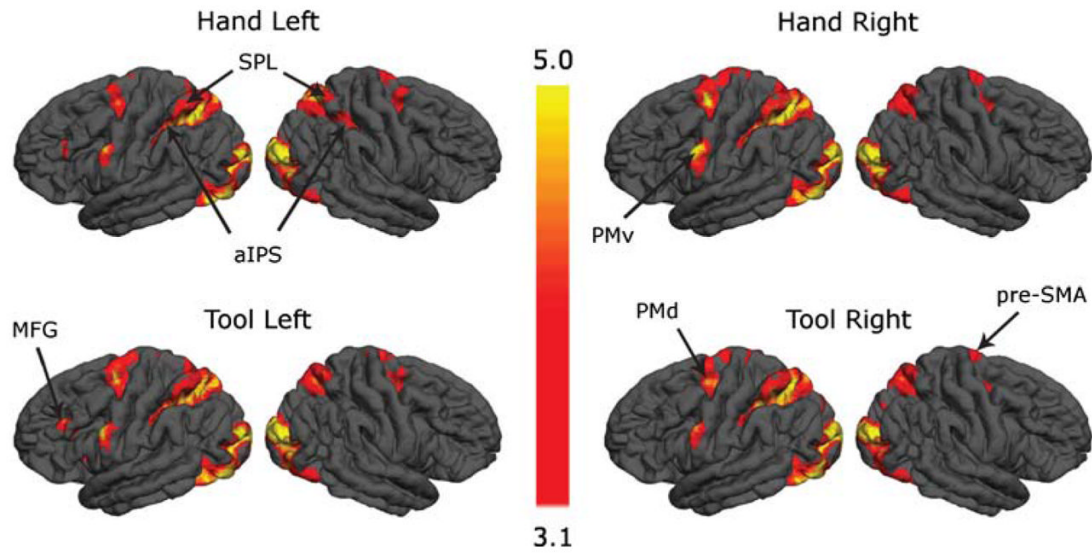 Hand Left
Hand Right
SPL
5.0
PMv
aIPS
pre-SMA
MFG
Tool Left
PMd
Tool Right
3.1